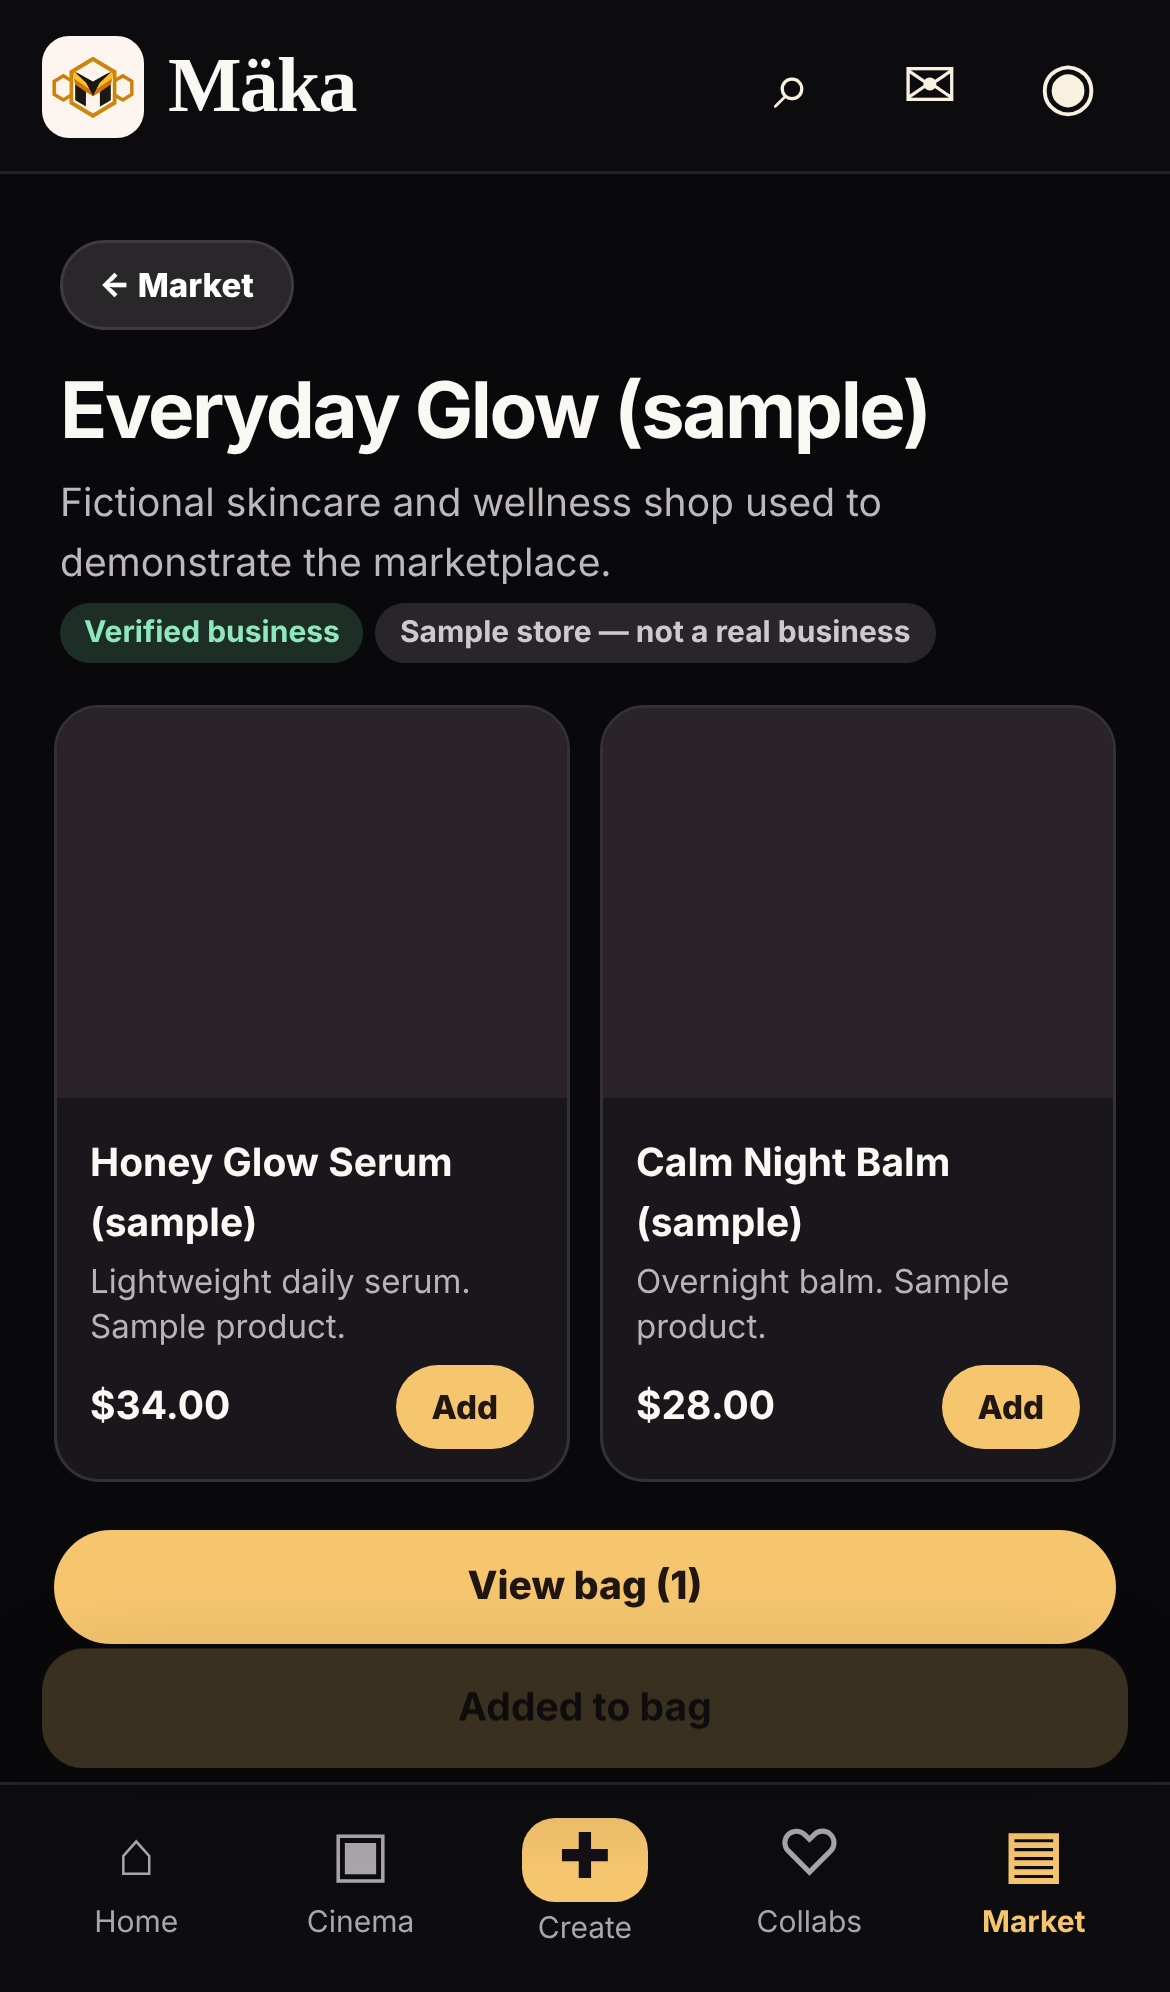 Mäka
← Market
Everyday Glow (sample)
Fictional skincare and wellness shop used to
demonstrate the marketplace.
Verified business
Sample store — not a real business
Honey Glow Serum
(sample)
Lightweight daily serum.
Sample product.
$34.00
Add
Calm Night Balm
(sample)
Overnight balm. Sample
product.
$28.00
Add
View bag (1)
Added to bag
Home
Cinema
Create
Collabs
Market